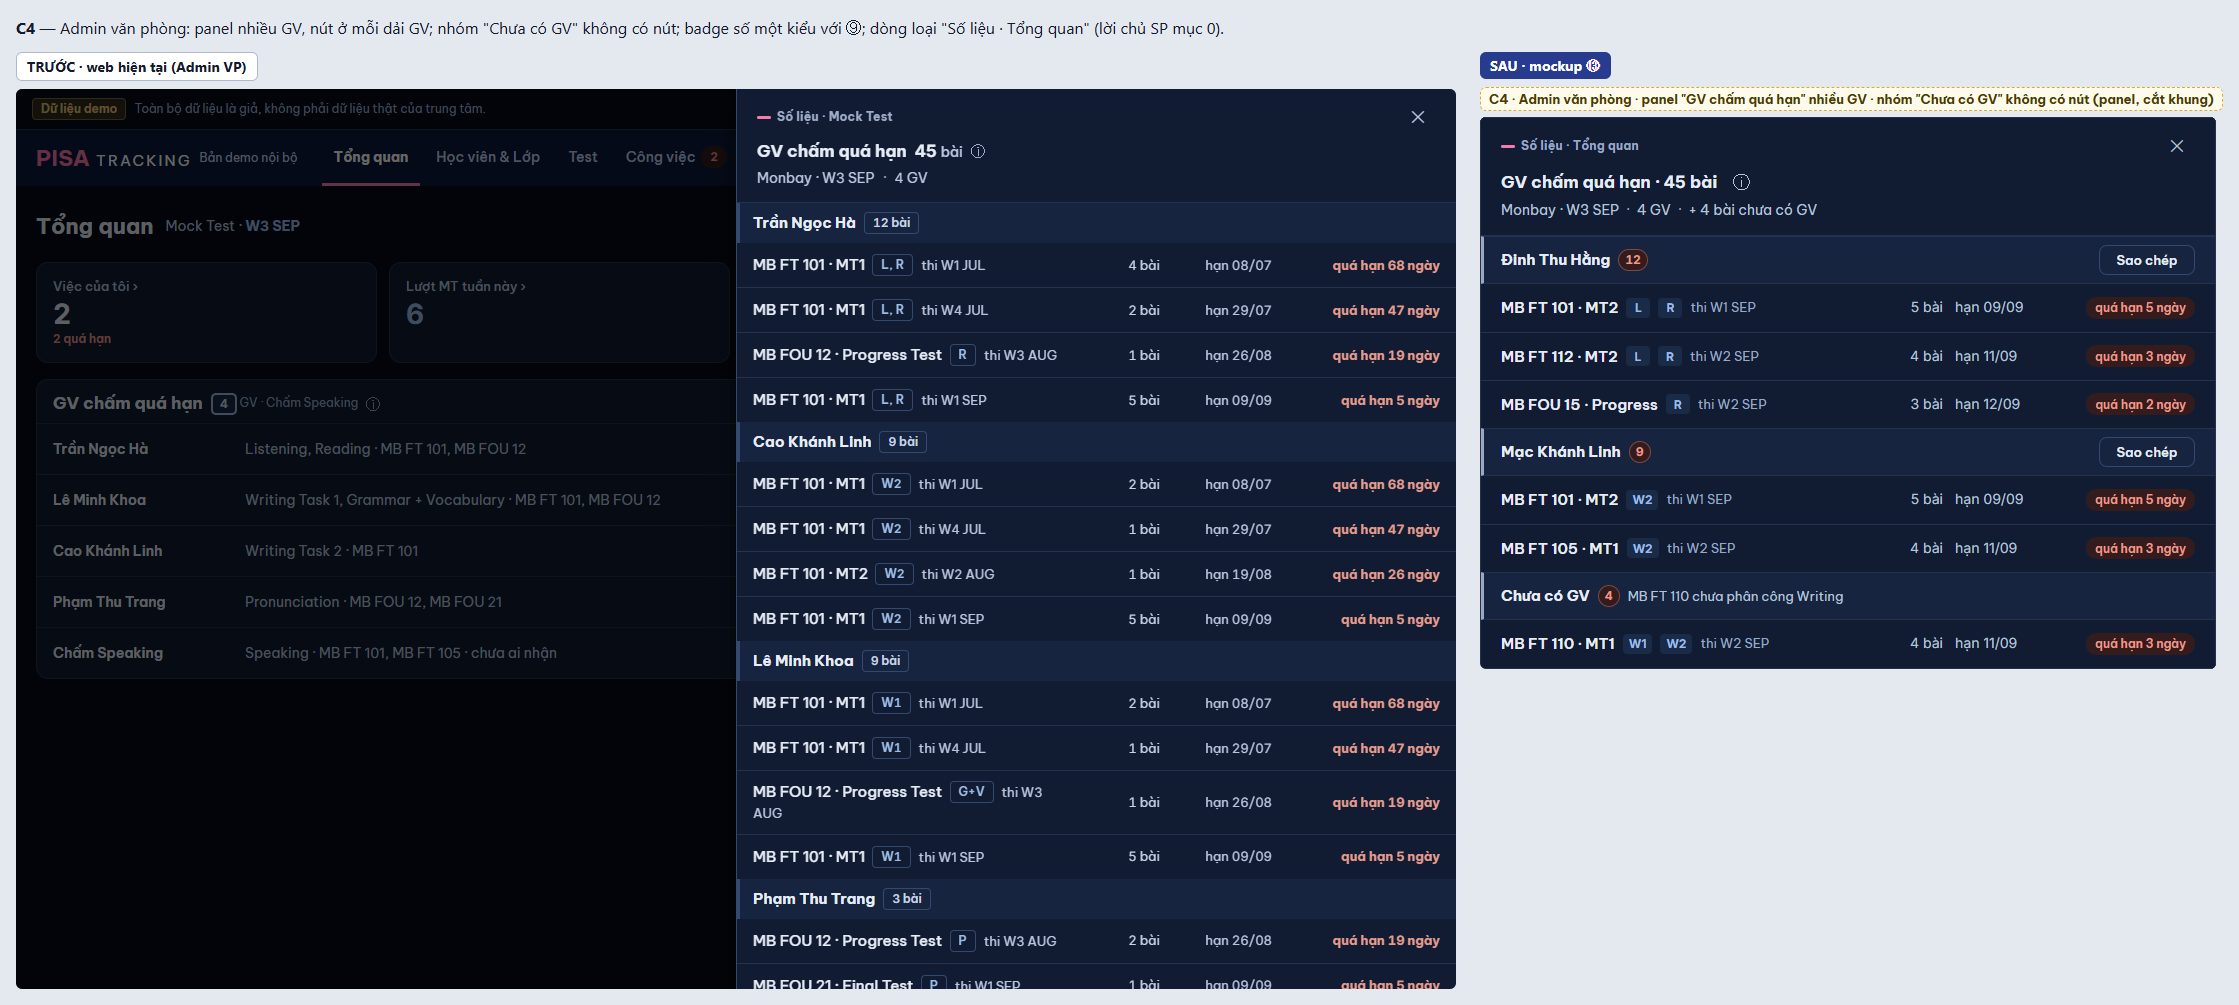 C4 — Admin văn phòng: panel nhiều GV, nút ở mỗi dải GV; nhóm "Chưa có GV" không có nút; badge số một kiểu với ⑨; dòng loại "Số liệu · Tổng quan" (lời chủ SP mục 0).
TRƯỚC · web hiện tại (Admin VP)
Dữ liệu demo Toàn bộ dữ liệu là giả, không phải dữ liệu thật của trung tâm.
PISA TRACKING Bản demo nội bộ Tổng quan Học viên & Lớp Test Công việc 2
Tổng quan Mock Test · W3 SEP
Việc của tôi ›
2
2 quá hạn
Lượt MT tuần này ›
6
GV chấm quá hạn 4 GV · Chấm Speaking ⓘ
Trần Ngọc Hà Listening, Reading · MB FT 101, MB FOU 12
Lê Minh Khoa Writing Task 1, Grammar + Vocabulary · MB FT 101, MB FOU 12
Cao Khánh Linh Writing Task 2 · MB FT 101
Phạm Thu Trang Pronunciation · MB FOU 12, MB FOU 21
Chấm Speaking Speaking · MB FT 101, MB FT 105 · chưa ai nhận
Số liệu · Mock Test
GV chấm quá hạn 45 bài ⓘ
Monbay · W3 SEP · 4 GV
Trần Ngọc Hà 12 bài
MB FT 101 · MT1 L, R thi W1 JUL 4 bài hạn 08/07 quá hạn 68 ngày
MB FT 101 · MT1 L, R thi W4 JUL 2 bài hạn 29/07 quá hạn 47 ngày
MB FOU 12 · Progress Test R thi W3 AUG 1 bài hạn 26/08 quá hạn 19 ngày
MB FT 101 · MT1 L, R thi W1 SEP 5 bài hạn 09/09 quá hạn 5 ngày
Cao Khánh Linh 9 bài
MB FT 101 · MT1 W2 thi W1 JUL 2 bài hạn 08/07 quá hạn 68 ngày
MB FT 101 · MT1 W2 thi W4 JUL 1 bài hạn 29/07 quá hạn 47 ngày
MB FT 101 · MT2 W2 thi W2 AUG 1 bài hạn 19/08 quá hạn 26 ngày
MB FT 101 · MT1 W2 thi W1 SEP 5 bài hạn 09/09 quá hạn 5 ngày
Lê Minh Khoa 9 bài
MB FT 101 · MT1 W1 thi W1 JUL 2 bài hạn 08/07 quá hạn 68 ngày
MB FT 101 · MT1 W1 thi W4 JUL 1 bài hạn 29/07 quá hạn 47 ngày
MB FOU 12 · Progress Test G+V thi W3
AUG 1 bài hạn 26/08 quá hạn 19 ngày
MB FT 101 · MT1 W1 thi W1 SEP 5 bài hạn 09/09 quá hạn 5 ngày
Phạm Thu Trang 3 bài
MB FOU 12 · Progress Test P thi W3 AUG 2 bài hạn 26/08 quá hạn 19 ngày
MB FOU 21 · Final Test P thi W1 SEP 1 bài hạn 09/09 quá hạn 5 ngày
SAU · mockup
C4 · Admin văn phòng · panel "GV chấm quá hạn" nhiều GV · nhóm "Chưa có GV" không có nút (panel, cắt khung)
Số liệu · Tổng quan
GV chấm quá hạn · 45 bài ⓘ
Monbay · W3 SEP · 4 GV · + 4 bài chưa có GV
Đinh Thu Hằng 12 Sao chép
MB FT 101 · MT2 L R thi W1 SEP 5 bài hạn 09/09 quá hạn 5 ngày
MB FT 112 · MT2 L R thi W2 SEP 4 bài hạn 11/09 quá hạn 3 ngày
MB FOU 15 · Progress R thi W2 SEP 3 bài hạn 12/09 quá hạn 2 ngày
Mạc Khánh Linh 9 Sao chép
MB FT 101 · MT2 W2 thi W1 SEP 5 bài hạn 09/09 quá hạn 5 ngày
MB FT 105 · MT1 W2 thi W2 SEP 4 bài hạn 11/09 quá hạn 3 ngày
Chưa có GV 4 MB FT 110 chưa phân công Writing
MB FT 110 · MT1 W1 W2 thi W2 SEP 4 bài hạn 11/09 quá hạn 3 ngày